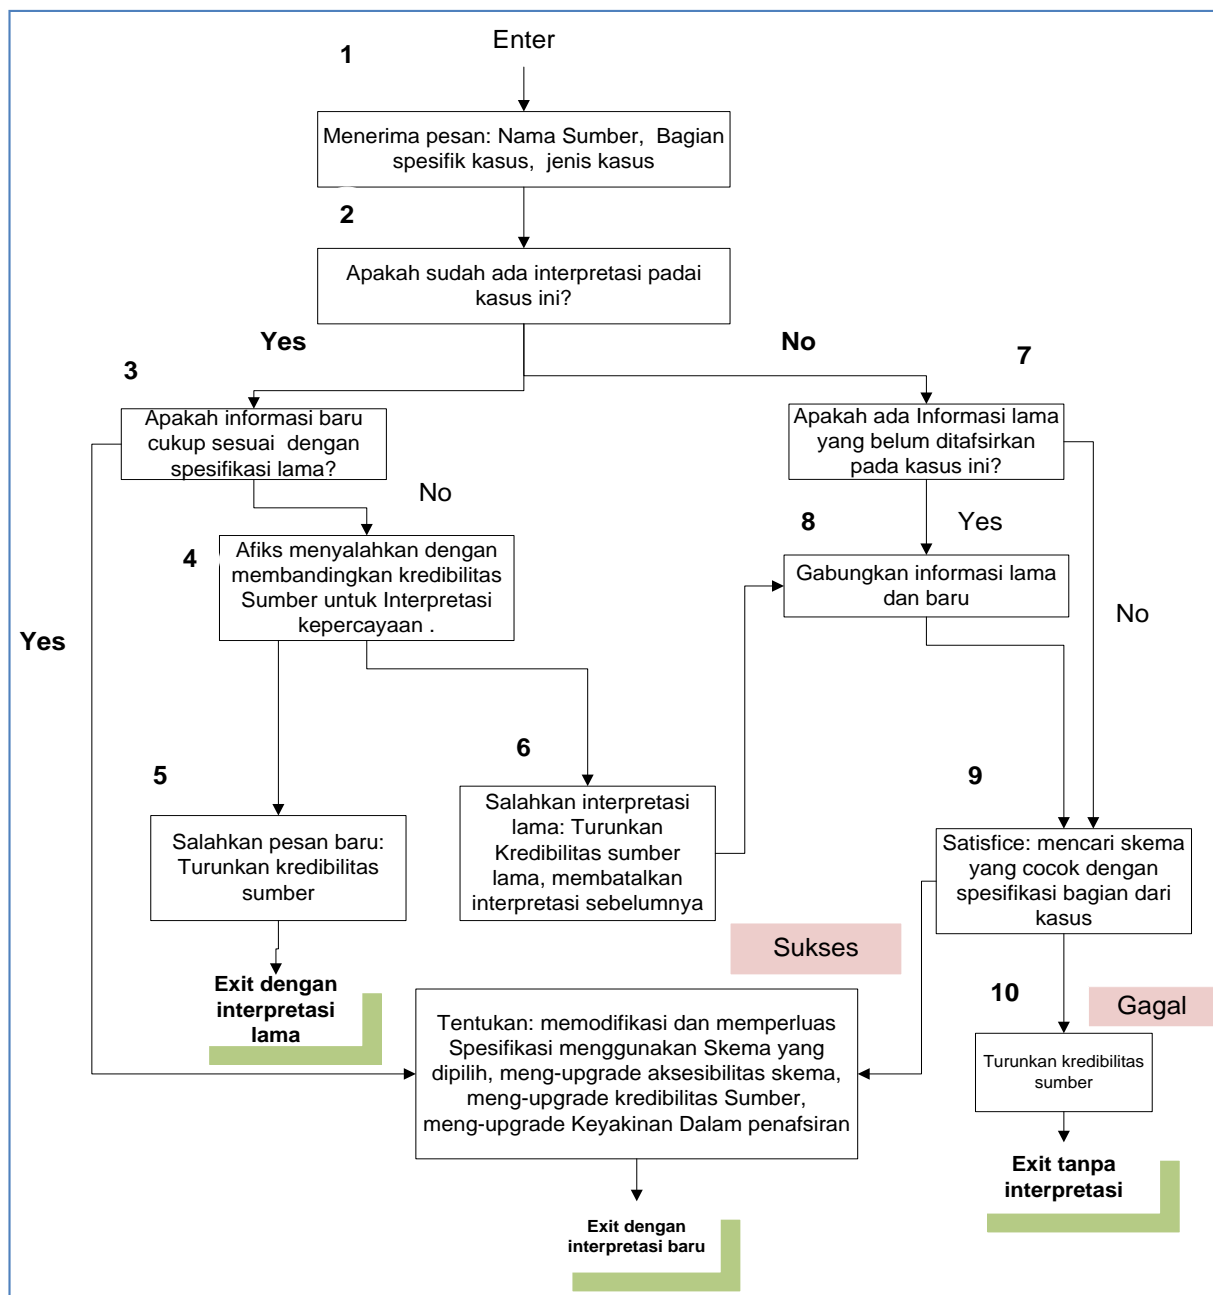 1
Enter
Menerima pesan: Nama Sumber, Bagian
spesifik kasus, jenis kasus
2
Apakah sudah ada interpretasi padai
kasus ini?
Yes
No
3
7
Apakah informasi baru
cukup sesuai dengan
spesifikasi lama?
Apakah ada Informasi lama
yang belum ditafsirkan
pada kasus ini?
No
Yes
4
Afiks menyalahkan dengan
membandingkan kredibilitas
Sumber untuk Interpretasi
kepercayaan .
8
Gabungkan informasi lama
dan baru
Yes
No
5
Salahkan pesan baru:
Turunkan kredibilitas
sumber
6
Salahkan interpretasi
lama: Turunkan
Kredibilitas sumber
lama, membatalkan
interpretasi sebelumnya
9
Satisfice: mencari skema
yang cocok dengan
spesifikasi bagian dari
kasus
Sukses
Exit dengan
interpretasi
lama
10
Gagal
Tentukan: memodifikasi dan memperluas
Spesifikasi menggunakan Skema yang
dipilih, meng-upgrade aksesibilitas skema,
meng-upgrade kredibilitas Sumber,
meng-upgrade Keyakinan Dalam penafsiran
Turunkan kredibilitas
sumber
Exit tanpa
interpretasi
Exit dengan
interpretasi baru